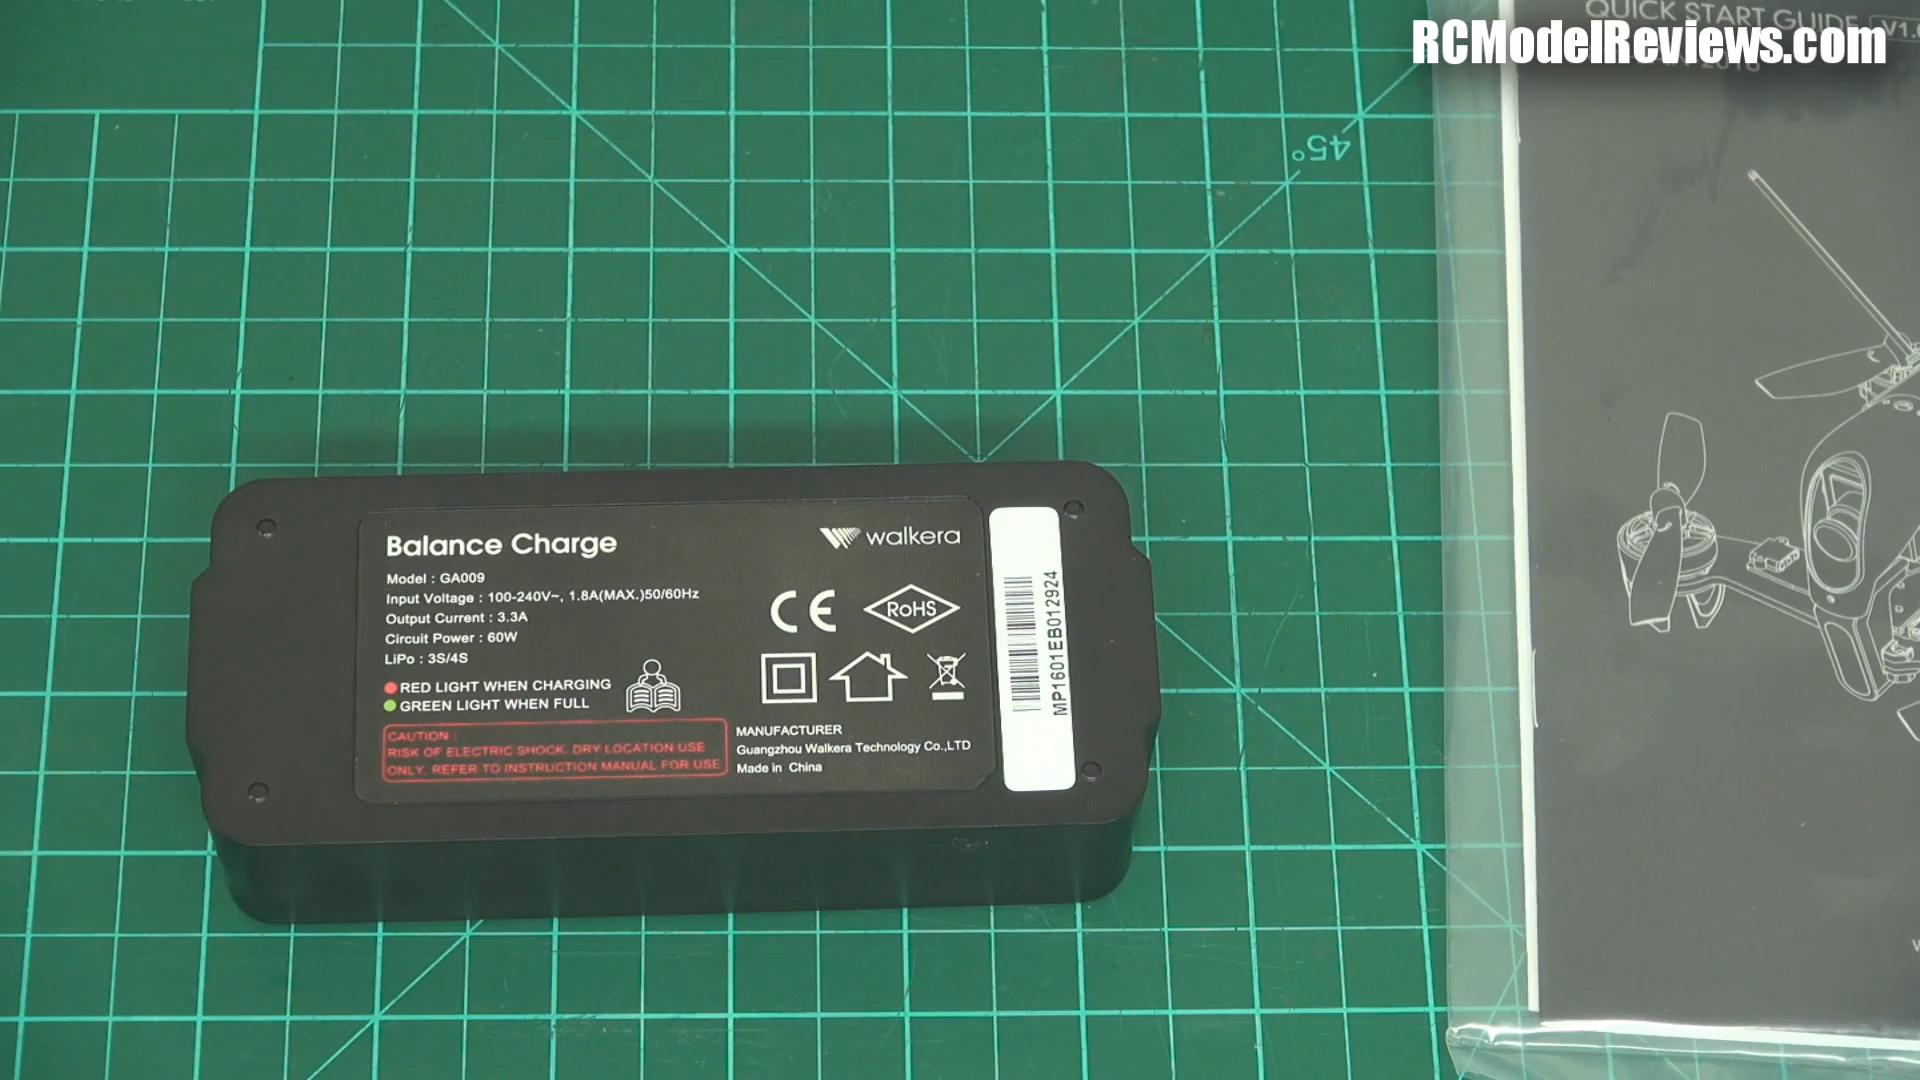 RCModelReviews.com
QUICK START GUIDE V1.0
2016
45°
Balance Charge
walkera
Model : GA009
Input Voltage : 100-240V~, 1.8A(MAX.)50/60Hz
Output Current : 3.3A
Circuit Power : 60W
LiPo : 3S/4S
RED LIGHT WHEN CHARGING
GREEN LIGHT WHEN FULL
CAUTION :
RISK OF ELECTRIC SHOCK. DRY LOCATION USE
ONLY. REFER TO INSTRUCTION MANUAL FOR USE
CE
RoHS
MANUFACTURER
Guangzhou Walkera Technology Co.,LTD
Made in China
MP1601EB012924